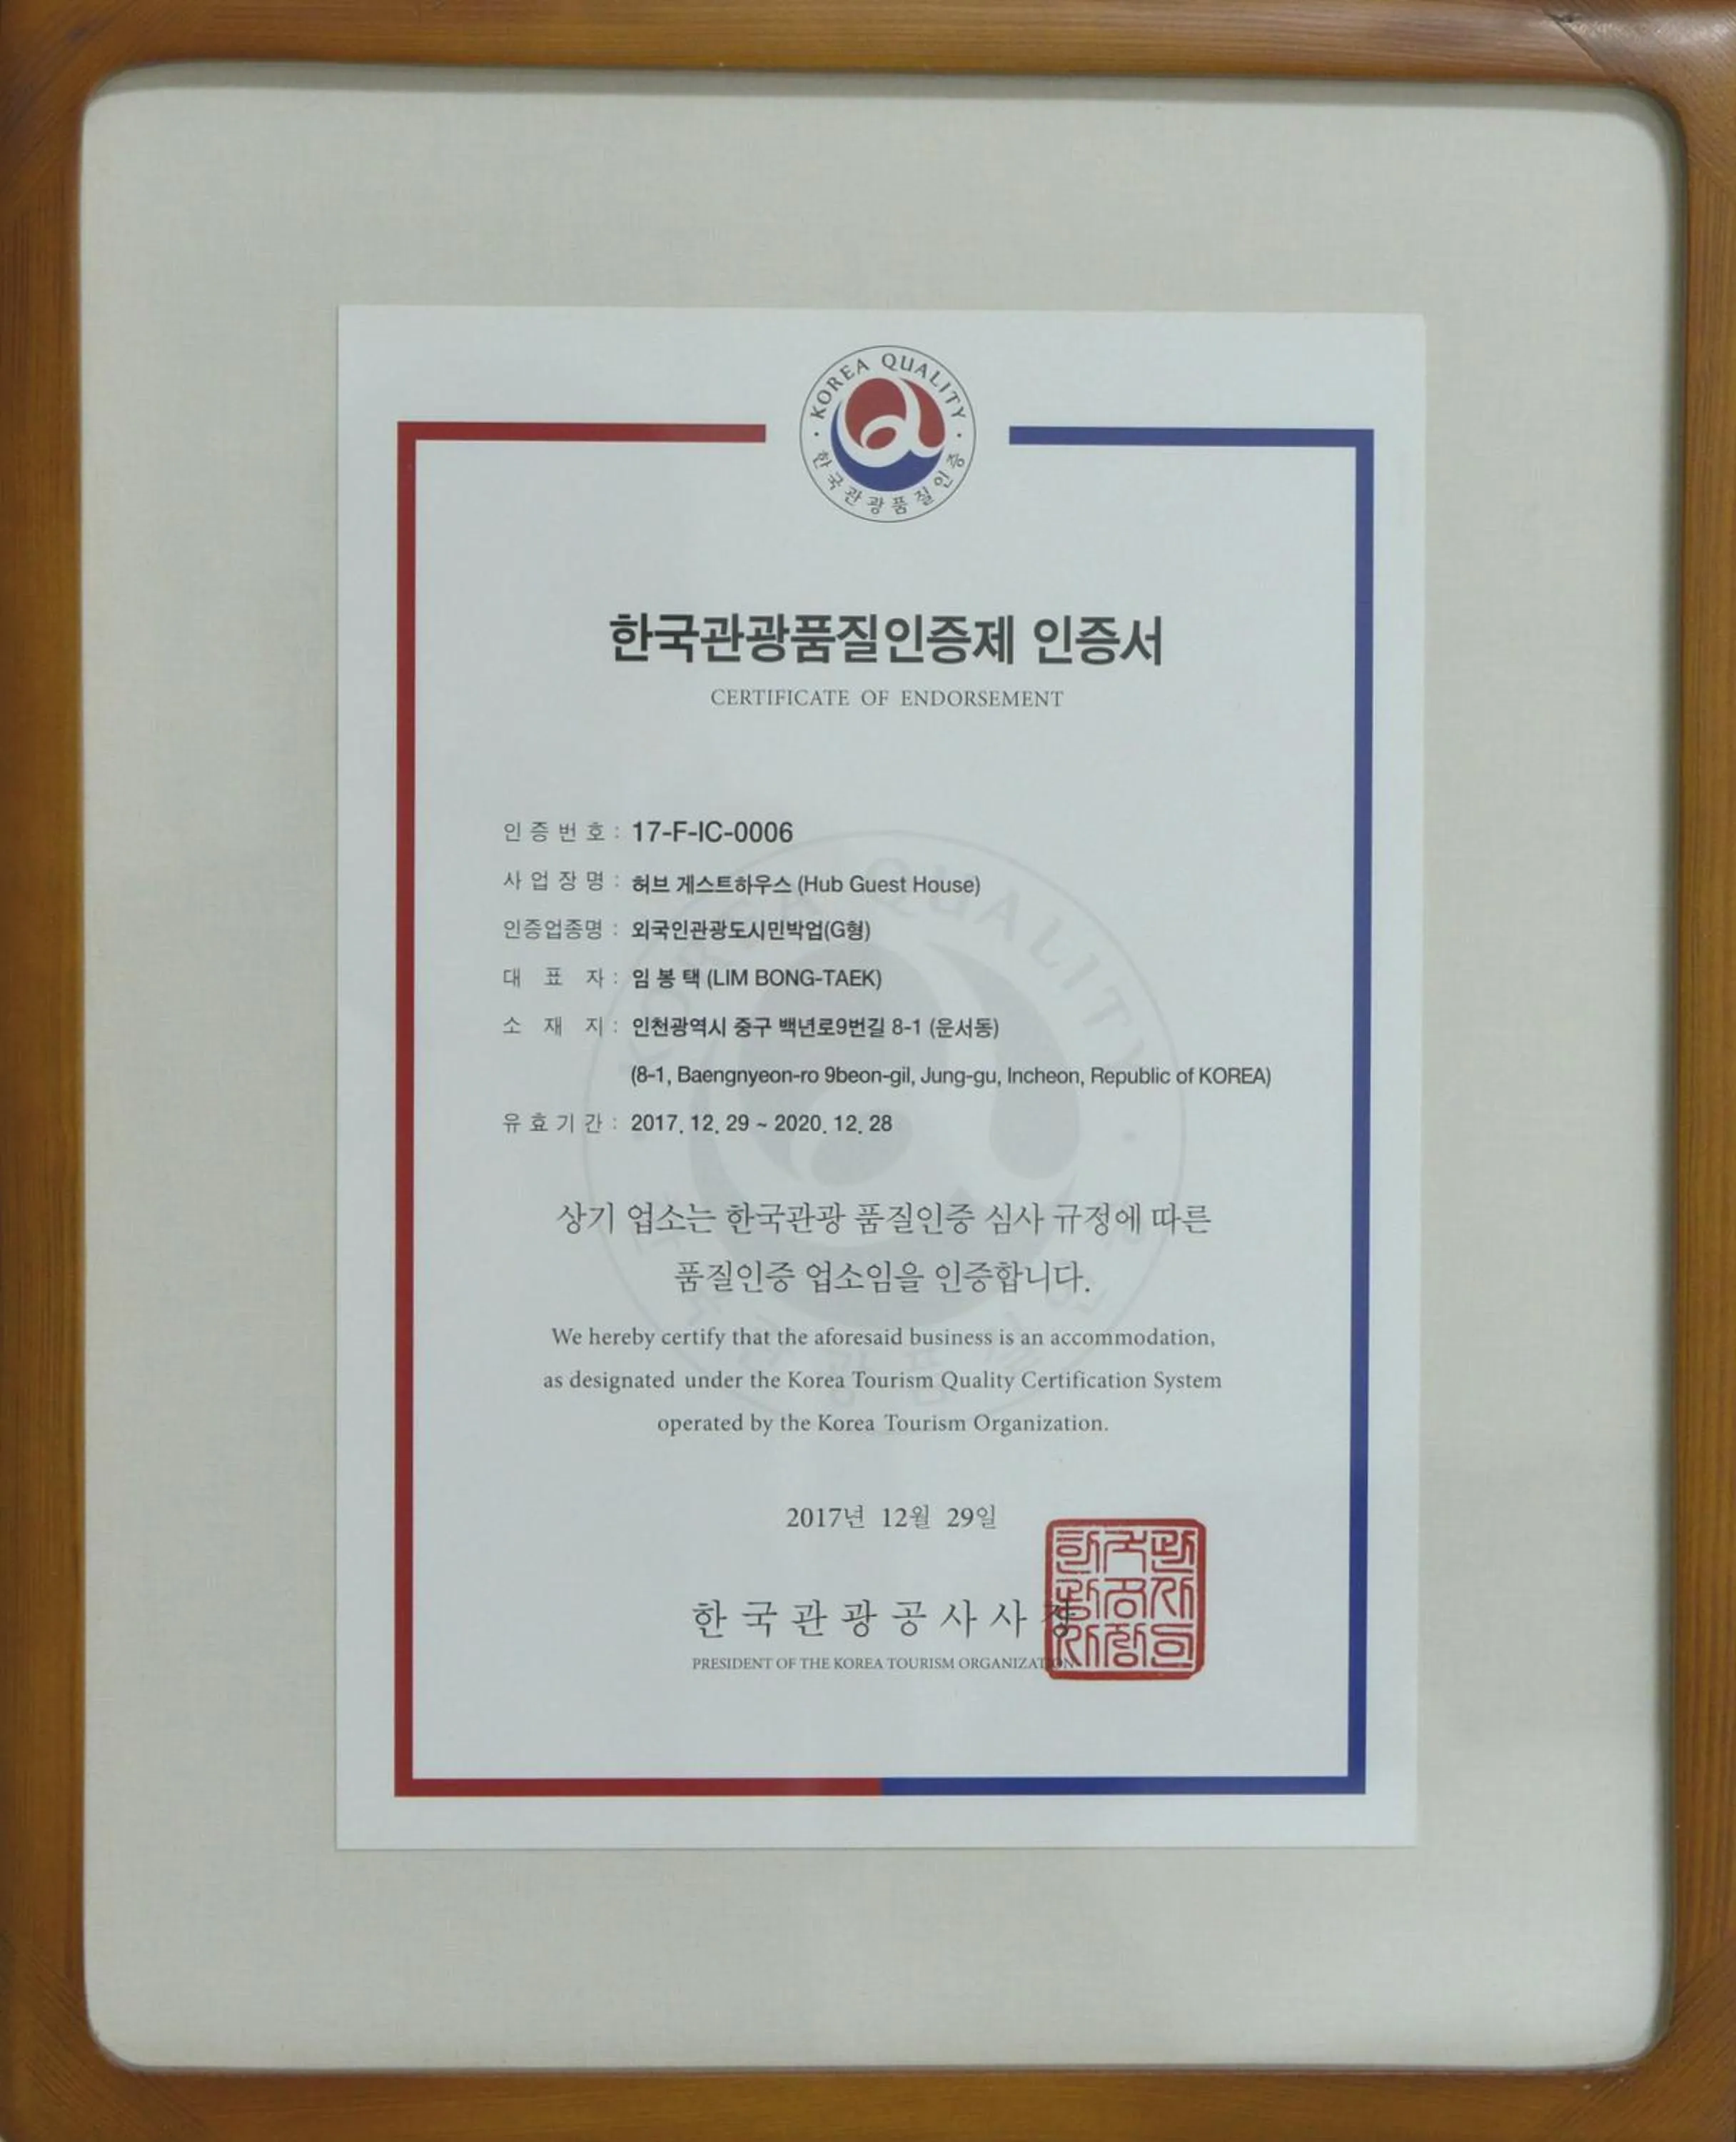 KOREA QUALITY
한국관광품질인증
한국관광품질인증제 인증서
CERTIFICATE OF ENDORSEMENT
인증번호 : 17-F-IC-0006
사업장명 : 허브 게스트하우스 (Hub Guest House)
인증업종명 : 외국인관광도시민박업(G형)
대 표 자 : 임 봉 택 (LIM BONG-TAEK)
소 재 지 : 인천광역시 중구 백년로9번길 8-1 (운서동)
(8-1, Baengnyeon-ro 9beon-gil, Jung-gu, Incheon, Republic of KOREA)
유효기간 : 2017. 12. 29 ~ 2020. 12. 28
상기 업소는 한국관광 품질인증 심사 규정에 따른
품질인증 업소임을 인증합니다.
We hereby certify that the aforesaid business is an accommodation,
as designated under the Korea Tourism Quality Certification System
operated by the Korea Tourism Organization.
2017년 12월 29일
한국관광공사사장
PRESIDENT OF THE KOREA TOURISM ORGANIZATION
한국관
광공사
사장의